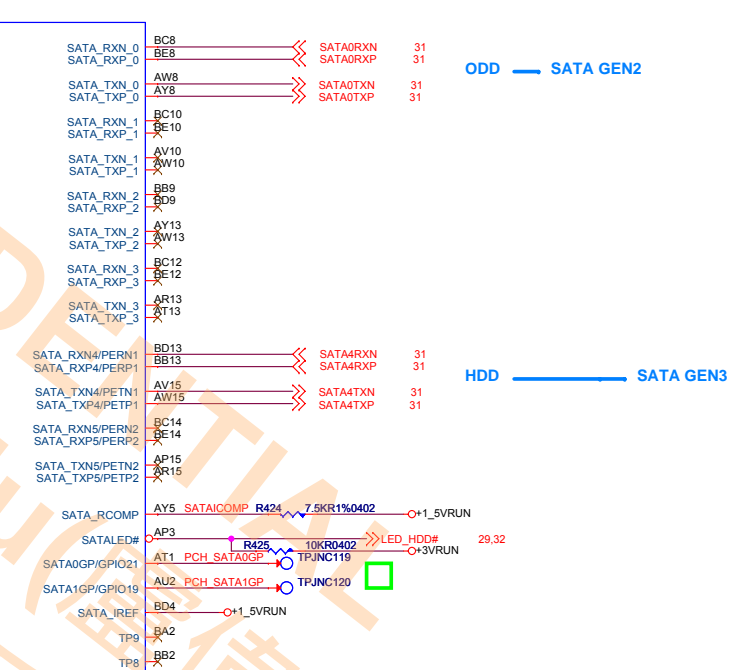 SATA_RXN_0 BC8 SATA0RXN 31
SATA_RXP_0 BE8 SATA0RXP 31
ODD SATA GEN2
SATA_TXN_0 AW8 SATA0TXN 31
SATA_TXP_0 AY8 SATA0TXP 31
SATA_RXN_1 BC10
SATA_RXP_1 BE10
SATA_TXN_1 AV10
SATA_TXP_1 AW10
SATA_RXN_2 BB9
SATA_RXP_2 BD9
SATA_TXN_2 AY13
SATA_TXP_2 AW13
SATA_RXN_3 BC12
SATA_RXP_3 BE12
SATA_TXN_3 AR13
SATA_TXP_3 AT13
SATA_RXN4/PERN1 BD13 SATA4RXN 31
SATA_RXP4/PERP1 BB13 SATA4RXP 31
HDD SATA GEN3
SATA_TXN4/PETN1 AV15 SATA4TXN 31
SATA_TXP4/PETP1 AW15 SATA4TXP 31
SATA_RXN5/PERN2 BC14
SATA_RXP5/PERP2 BE14
SATA_TXN5/PETN2 AP15
SATA_TXP5/PETP2 AR15
SATA_RCOMP AY5 SATAICOMP R424 7.5KR1%0402 +1_5VRUN
SATALED# AP3 LED_HDD# 29,32
R425 10KR0402 +3VRUN
SATA0GP/GPIO21 AT1 PCH_SATA0GP TPJNC119
SATA1GP/GPIO19 AU2 PCH_SATA1GP TPJNC120
SATA_IREF BD4 +1_5VRUN
TP9 BA2
TP8 BB2
DENTIAL